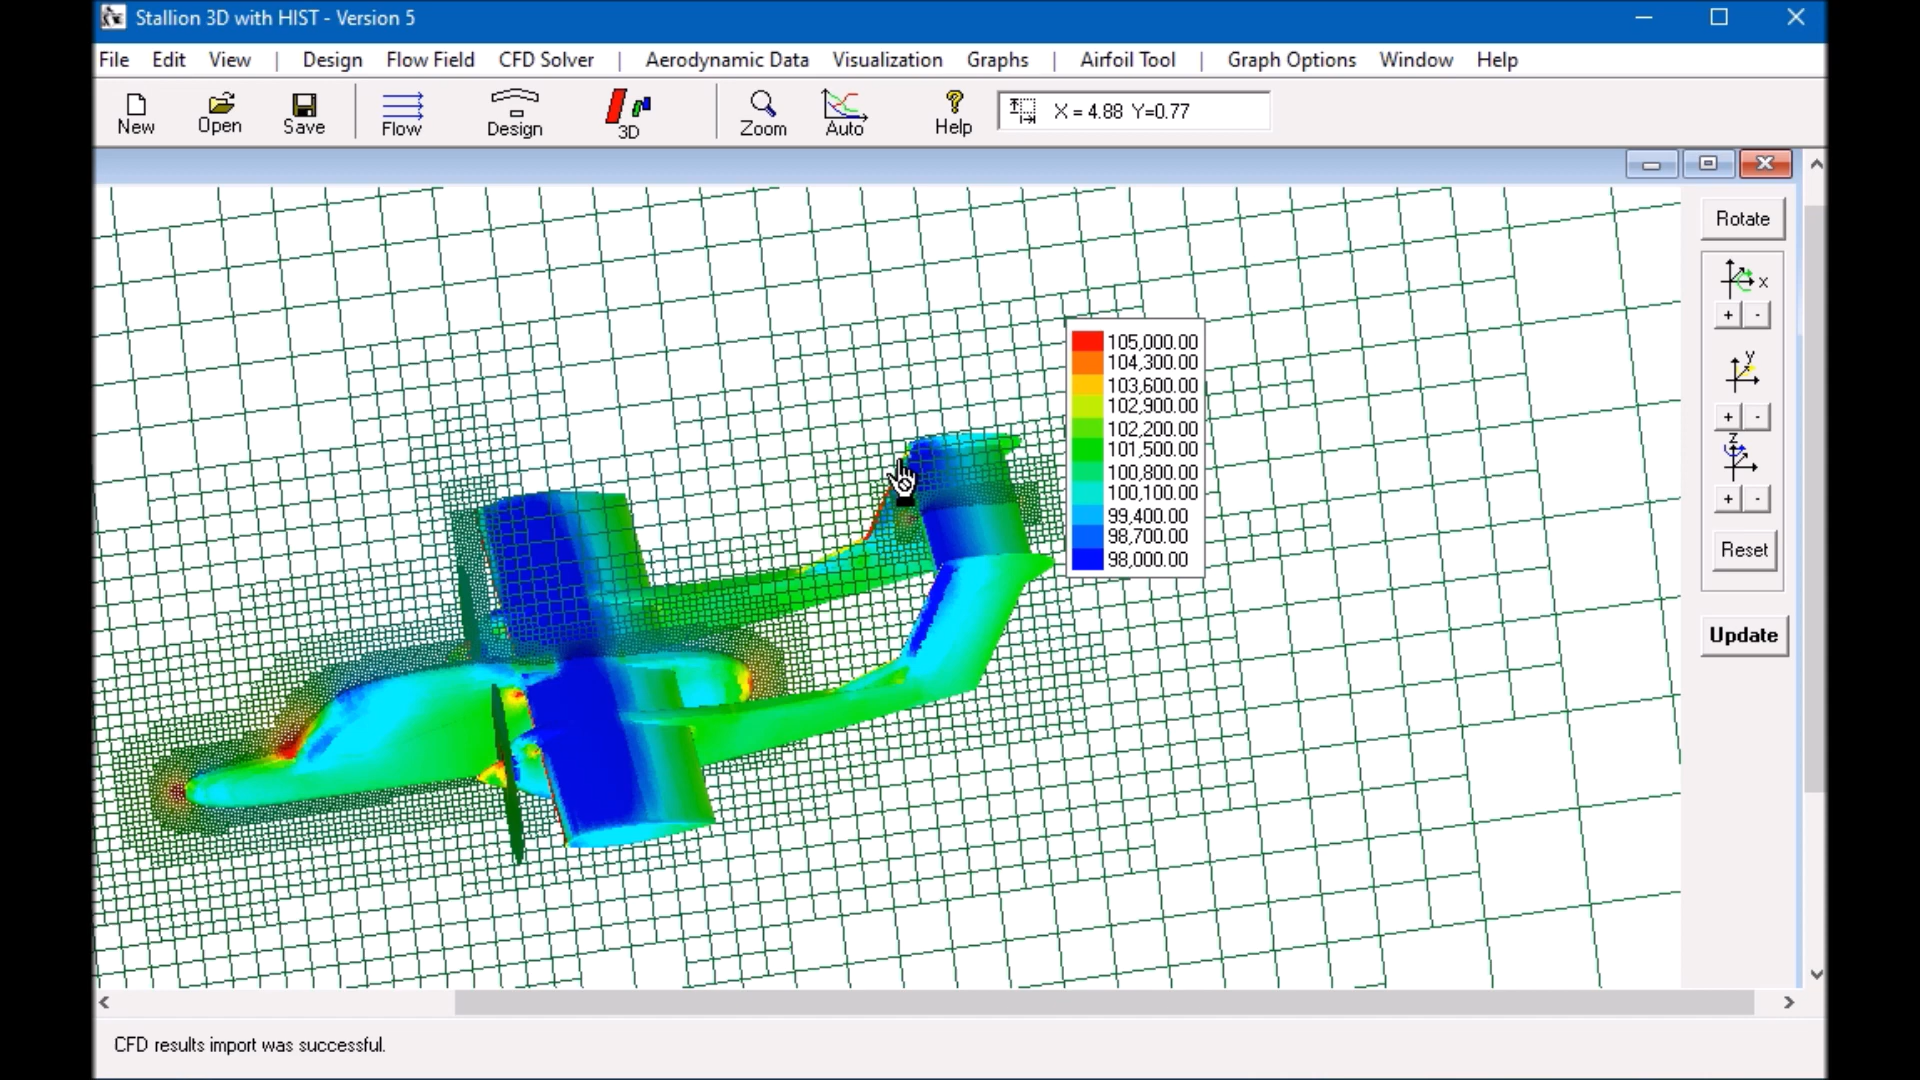 Stallion 3D with HIST - Version 5
File Edit View | Design Flow Field CFD Solver | Aerodynamic Data Visualization Graphs | Airfoil Tool | Graph Options Window Help
New Open Save Flow Design 3D Zoom Auto Help X = 4.88 Y=0.77
Rotate
x
+ -
y
+ -
z
+ -
Reset
Update
105,000.00
104,300.00
103,600.00
102,900.00
102,200.00
101,500.00
100,800.00
100,100.00
99,400.00
98,700.00
98,000.00
CFD results import was successful.